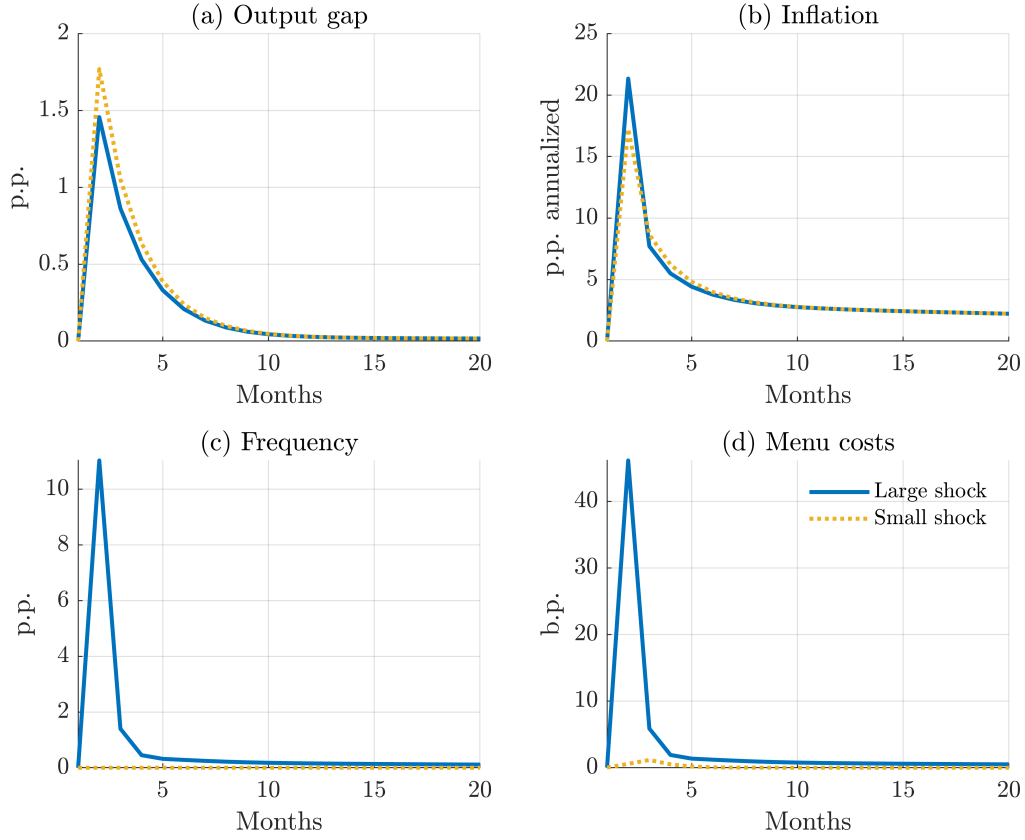 (a) Output gap
2
1.5
1
0.5
0
p.p.
5
10
15
20
Months
(b) Inflation
25
20
15
10
5
0
p.p. annualized
5
10
15
20
Months
(c) Frequency
10
8
6
4
2
0
p.p.
5
10
15
20
Months
(d) Menu costs
40
30
20
10
0
b.p.
Large shock
Small shock
5
10
15
20
Months